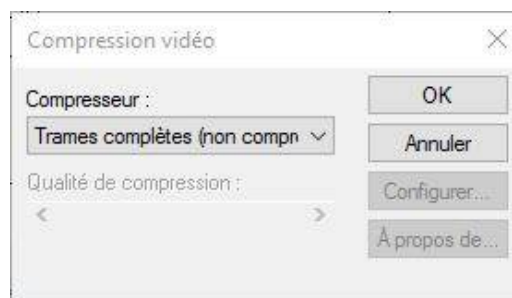 Compression vidéo
Compresseur :
OK
Trames complètes (non compr
Annuler
Qualité de compression :
Configurer...
À propos de...